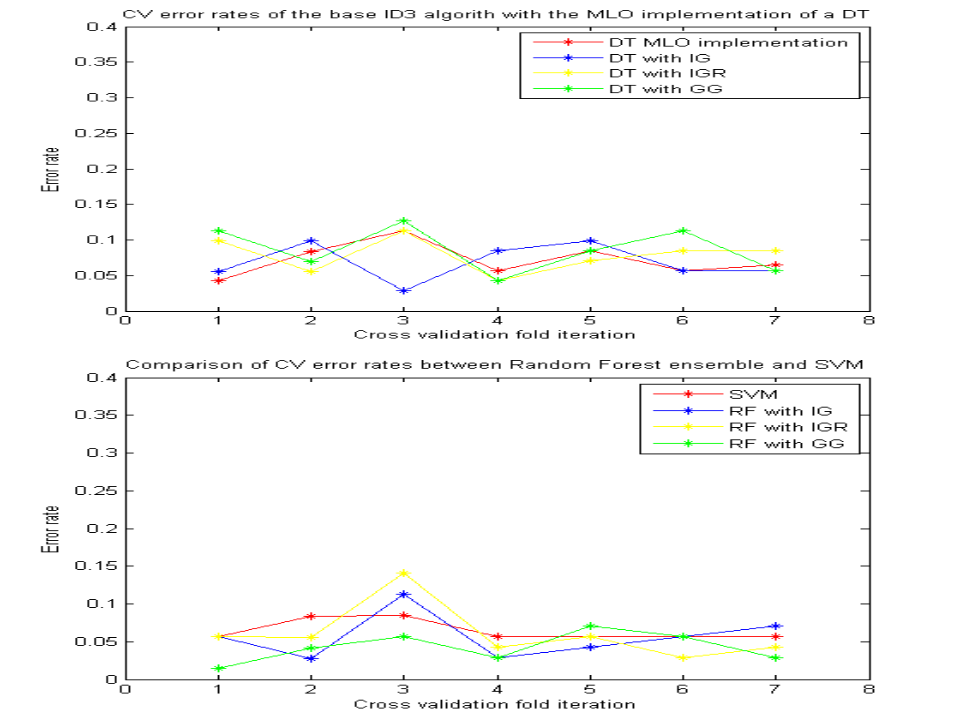 CV error rates of the base ID3 algorith with the MLO implementation of a DT
0.4
0.35
0.3
0.25
0.2
0.15
0.1
0.05
0
Error rate
DT MLO implementation
DT with IG
DT with IGR
DT with GG
0 1 2 3 4 5 6 7 8
Cross validation fold iteration
Comparison of CV error rates between Random Forest ensemble and SVM
0.4
0.35
0.3
0.25
0.2
0.15
0.1
0.05
0
Error rate
SVM
RF with IG
RF with IGR
RF with GG
0 1 2 3 4 5 6 7 8
Cross validation fold iteration